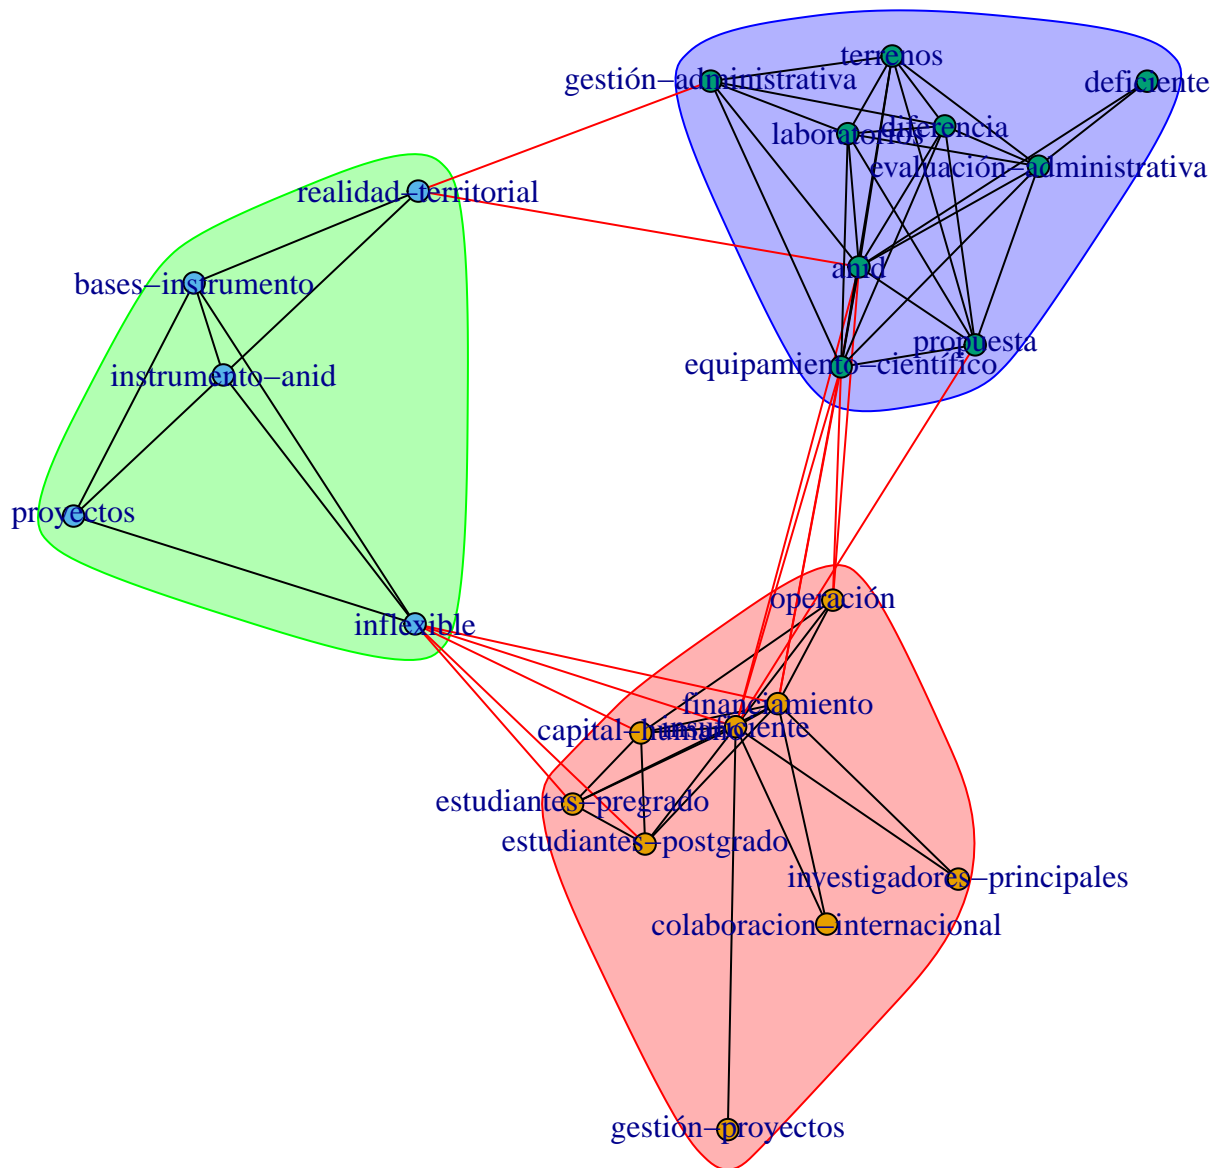 terrenos
gestión−administrativa
deficiente
laboratorios
diferencia
evaluación−administrativa
realidad−territorial
anid
bases−instrumento
propuesta
equipamiento−científico
instrumento−anid
proyectos
operación
inflexible
financiamiento
capital−humano
insuficiente
estudiantes−pregrado
estudiantes−postgrado
investigadores−principales
colaboracion−internacional
gestión−proyectos